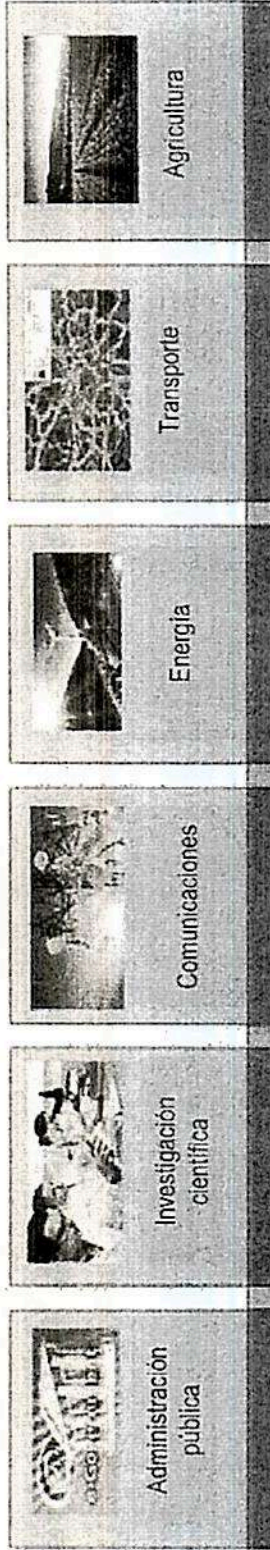 Administración
pública
Investigación
científica
Comunicaciones
Energía
Transporte
Agricultura